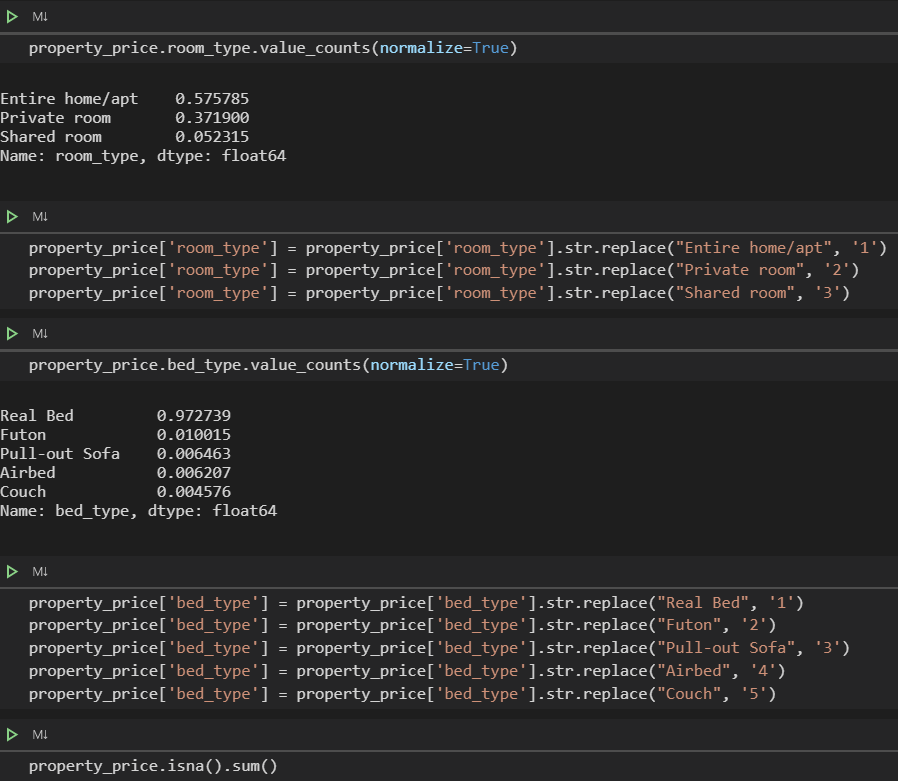 M↓
property_price.room_type.value_counts(normalize=True)
Entire home/apt    0.575785
Private room       0.371900
Shared room        0.052315
Name: room_type, dtype: float64
M↓
property_price['room_type'] = property_price['room_type'].str.replace("Entire home/apt", '1')
property_price['room_type'] = property_price['room_type'].str.replace("Private room", '2')
property_price['room_type'] = property_price['room_type'].str.replace("Shared room", '3')
M↓
property_price.bed_type.value_counts(normalize=True)
Real Bed         0.972739
Futon            0.010015
Pull-out Sofa    0.006463
Airbed           0.006207
Couch            0.004576
Name: bed_type, dtype: float64
M↓
property_price['bed_type'] = property_price['bed_type'].str.replace("Real Bed", '1')
property_price['bed_type'] = property_price['bed_type'].str.replace("Futon", '2')
property_price['bed_type'] = property_price['bed_type'].str.replace("Pull-out Sofa", '3')
property_price['bed_type'] = property_price['bed_type'].str.replace("Airbed", '4')
property_price['bed_type'] = property_price['bed_type'].str.replace("Couch", '5')
M↓
property_price.isna().sum()